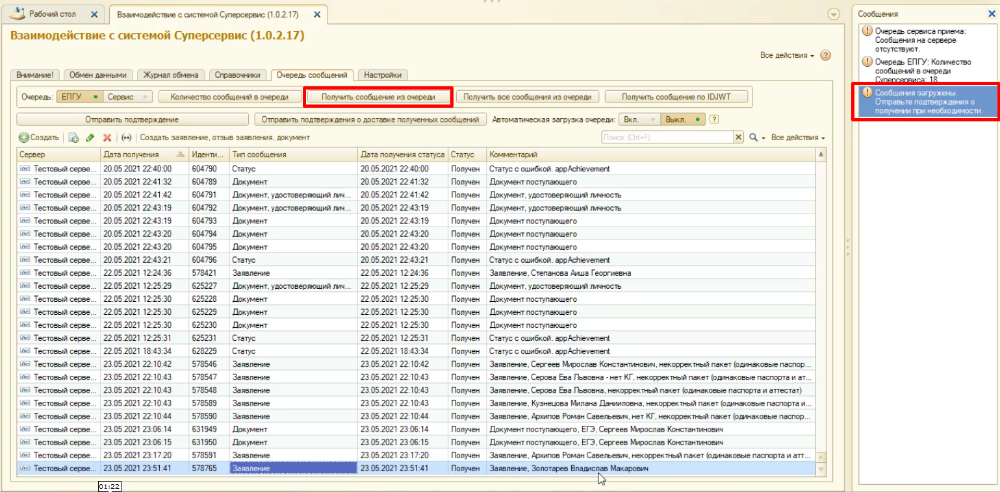 Рабочий стол
Взаимодействие с системой Суперсервис (1.0.2.17)
Взаимодействие с системой Суперсервис (1.0.2.17)
Все действия
Внимание! Обмен данными Журнал обмена Справочники Очередь сообщений Настройки
Очередь: ЕПГУ Сервис Количество сообщений в очереди Получить сообщение из очереди Получить все сообщения из очереди Получить сообщение по IDJWT
Отправить подтверждение Отправить подтверждения о доставке полученных сообщений Автоматическая загрузка очереди: Вкл. Выкл. ?
Создать Создать заявление, отзыв заявления, документ Поиск (Ctrl+F) Все действия
Сервер Дата получения Иденти... Тип сообщения Дата получения статуса Статус Комментарий
Тестовый серве... 20.05.2021 22:40:00 604790 Статус 20.05.2021 22:40:00 Получен Статус с ошибкой. appAchievement
Тестовый серве... 20.05.2021 22:41:32 604789 Документ 20.05.2021 22:41:32 Получен Документ поступающего
Тестовый серве... 20.05.2021 22:41:42 604791 Документ, удостоверяющий лич... 20.05.2021 22:41:42 Получен Документ, удостоверяющий личность
Тестовый серве... 20.05.2021 22:43:19 604792 Документ, удостоверяющий лич... 20.05.2021 22:43:19 Получен Документ, удостоверяющий личность
Тестовый серве... 20.05.2021 22:43:19 604793 Документ 20.05.2021 22:43:19 Получен Документ поступающего
Тестовый серве... 20.05.2021 22:43:20 604794 Документ 20.05.2021 22:43:20 Получен Документ поступающего
Тестовый серве... 20.05.2021 22:43:20 604795 Документ 20.05.2021 22:43:20 Получен Документ поступающего
Тестовый серве... 20.05.2021 22:43:21 604796 Статус 20.05.2021 22:43:21 Получен Статус с ошибкой. appAchievement
Тестовый серве... 22.05.2021 12:24:36 578421 Заявление 22.05.2021 12:24:36 Получен Заявление, Степанова Аиша Георгиевна
Тестовый серве... 22.05.2021 12:25:29 625227 Документ, удостоверяющий лич... 22.05.2021 12:25:29 Получен Документ, удостоверяющий личность
Тестовый серве... 22.05.2021 12:25:30 625228 Документ 22.05.2021 12:25:30 Получен Документ поступающего
Тестовый серве... 22.05.2021 12:25:30 625229 Документ 22.05.2021 12:25:30 Получен Документ поступающего
Тестовый серве... 22.05.2021 12:25:30 625230 Документ 22.05.2021 12:25:30 Получен Документ поступающего
Тестовый серве... 22.05.2021 12:25:31 625231 Статус 22.05.2021 12:25:31 Получен Статус с ошибкой. appAchievement
Тестовый серве... 22.05.2021 18:43:34 628229 Статус 22.05.2021 18:43:34 Получен Статус с ошибкой. appAchievement
Тестовый серве... 23.05.2021 22:10:42 578546 Заявление 23.05.2021 22:10:42 Получен Заявление, Сергеев Мирослав Константинович, некорректный пакет (одинаковые паспор...
Тестовый серве... 23.05.2021 22:10:43 578547 Заявление 23.05.2021 22:10:43 Получен Заявление, Серова Ева Львовна - нет КГ, некорректный пакет (одинаковые паспорта и ат...
Тестовый серве... 23.05.2021 22:10:43 578548 Заявление 23.05.2021 22:10:43 Получен Заявление, Серова Ева Львовна, некорректный пакет (одинаковые паспорта и аттестат)
Тестовый серве... 23.05.2021 22:10:43 578589 Заявление 23.05.2021 22:10:43 Получен Заявление, Кузнецова Милана Данииловна, некорректный пакет (одинаковые паспорта и...
Тестовый серве... 23.05.2021 22:10:44 578590 Заявление 23.05.2021 22:10:44 Получен Заявление, Архипов Роман Савельевич, нет КГ, некорректный пакет (одинаковые паспор...
Тестовый серве... 23.05.2021 23:06:14 631949 Документ 23.05.2021 23:06:14 Получен Документ поступающего, ЕГЭ, Сергеев Мирослав Константинович
Тестовый серве... 23.05.2021 23:06:15 631950 Документ 23.05.2021 23:06:15 Получен Документ поступающего, ЕГЭ, Сергеев Мирослав Константинович
Тестовый серве... 23.05.2021 23:17:20 578591 Заявление 23.05.2021 23:17:20 Получен Заявление, Архипов Роман Савельевич, некорректный пакет (одинаковые паспорта и атт...
Тестовый серве... 23.05.2021 23:51:41 578765 Заявление 23.05.2021 23:51:41 Получен Заявление, Золотарев Владислав Макарович
01:22
Сообщения
Очередь сервиса приема:
Сообщения на сервере
отсутствуют.
Очередь ЕПГУ: Количество
сообщений в очереди
Суперсервиса: 18
Сообщения загружены.
Отправьте подтверждения о
получении при необходимости.